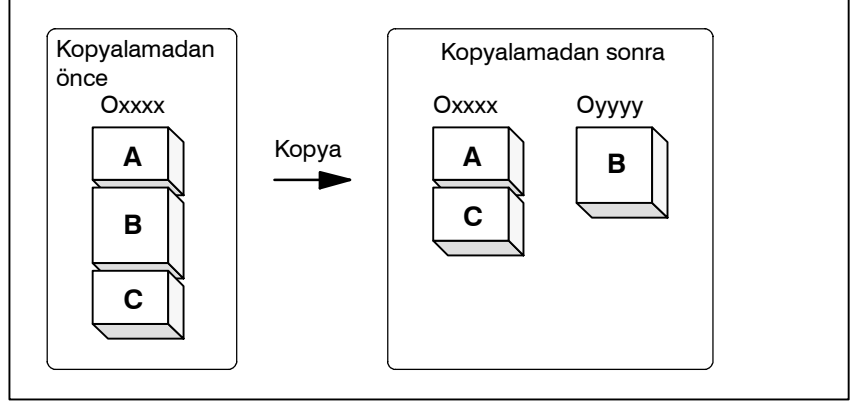 Kopyalamadan
önce
Oxxxx
A
B
C
Kopya
Kopyalamadan sonra
Oxxxx Oyyyy
A B
C